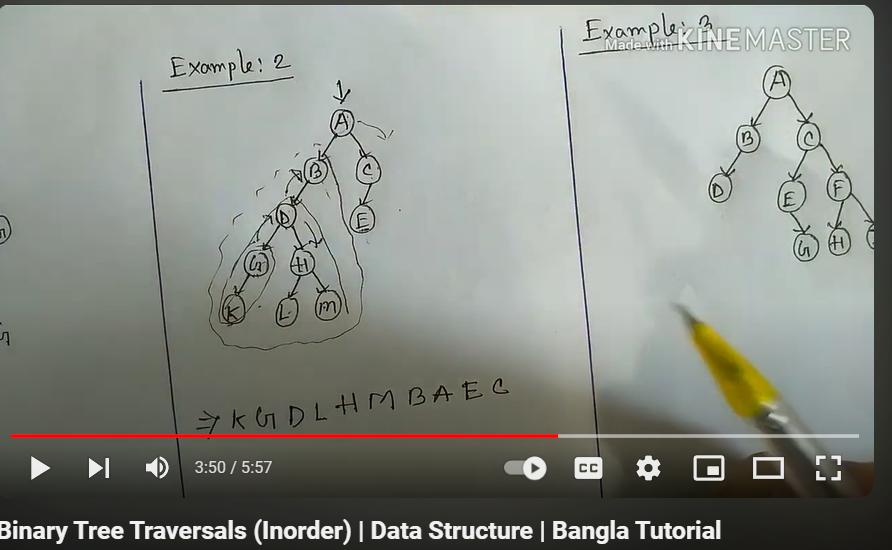 Example: 2
A
B C
D E
G H
K L M
⇒ K G D L H M B A E C
Example: 3
Made with KINEMASTER
A
B C
D E F
G H
3:50 / 5:57
CC
Binary Tree Traversals (Inorder) | Data Structure | Bangla Tutorial